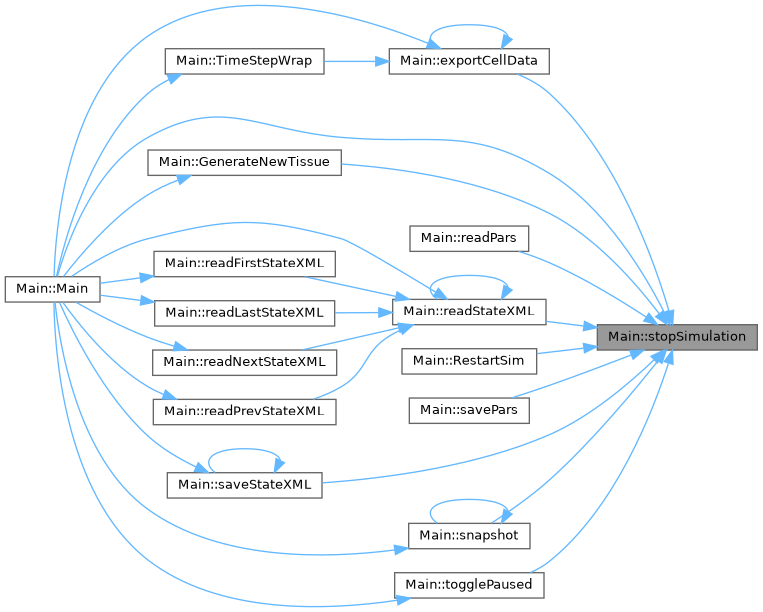 Main::exportCellData
Main::TimeStepWrap
Main::GenerateNewTissue
Main::readPars
Main::readFirstStateXML
Main::Main
Main::readStateXML
Main::readLastStateXML
Main::stopSimulation
Main::readNextStateXML
Main::RestartSim
Main::readPrevStateXML
Main::savePars
Main::saveStateXML
Main::snapshot
Main::togglePaused